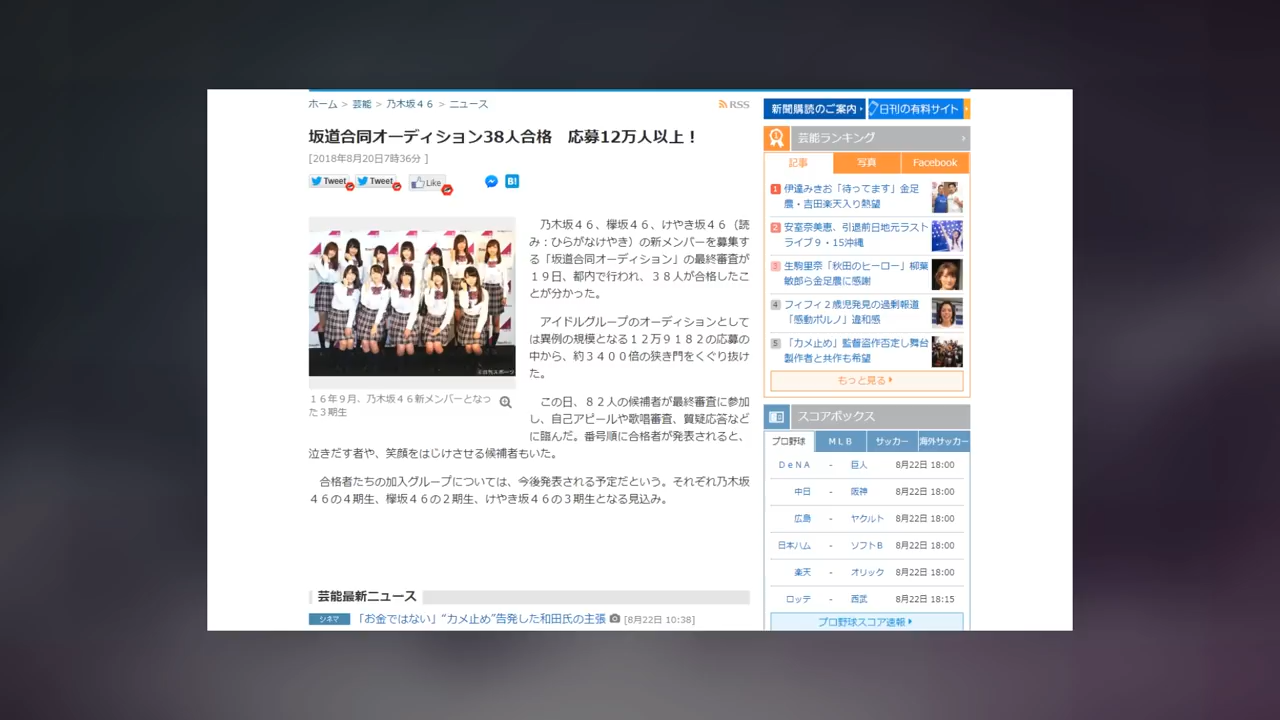 ホーム > 芸能 > 乃木坂４６ > ニュース
RSS
坂道合同オーディション38人合格　応募12万人以上！
[2018年8月20日7時36分 ]
Tweet
Tweet
Like
B!
乃木坂４６、欅坂４６、けやき坂４６（読
み：ひらがなけやき）の新メンバーを募集す
る「坂道合同オーディション」の最終審査が
１９日、都内で行われ、３８人が合格したこ
とが分かった。
アイドルグループのオーディションとして
は異例の規模となる１２万９１８２の応募の
中から、約３４００倍の狭き門をくぐり抜け
た。
この日、８２人の候補者が最終審査に参加
し、自己アピールや歌唱審査、質疑応答など
に臨んだ。番号順に合格者が発表されると、
泣きだす者や、笑顔をはじけさせる候補者もいた。
合格者たちの加入グループについては、今後発表される予定だという。それぞれ乃木坂
４６の４期生、欅坂４６の２期生、けやき坂４６の３期生となる見込み。
１６年９月、乃木坂４６新メンバーとなっ
た３期生
芸能最新ニュース
シネマ 「お金ではない」“カメ止め”告発した和田氏の主張 [8月22日 10:38]
新聞購読のご案内
日刊の有料サイト
芸能ランキング
記事 写真 Facebook
1 伊達みきお「待ってます」金足
農・吉田楽天入り熱望
2 安室奈美恵、引退前日地元ラスト
ライブ９・15沖縄
3 生駒里奈「秋田のヒーロー」柳葉
敏郎ら金足農に感謝
4 フィフィ２歳児発見の過剰報道
「感動ポルノ」違和感
5 「カメ止め」監督盗作否定し舞台
製作者と共作も希望
もっと見る
スコアボックス
プロ野球 ＭＬＢ サッカー 海外サッカー
ＤｅＮＡ - 巨人 8月22日 18:00
中日 - 阪神 8月22日 18:00
広島 - ヤクルト 8月22日 18:00
日本ハム - ソフトＢ 8月22日 18:00
楽天 - オリック 8月22日 18:00
ロッテ - 西武 8月22日 18:15
プロ野球スコア速報